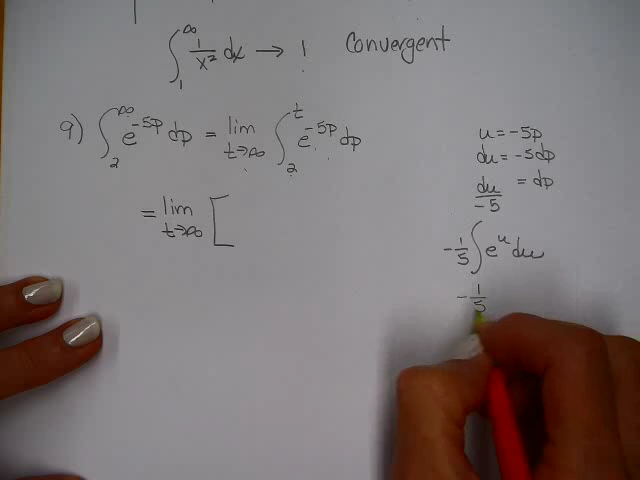 ∫₁^∞ 1/x² dx → 1 Convergent
9) ∫₂^∞ e^(-5p) dp = lim t→∞ ∫₂^t e^(-5p) dp
= lim t→∞ [
u = -5p
du = -5dp
du/-5 = dp
-1/5 ∫ e^u du
-1/5